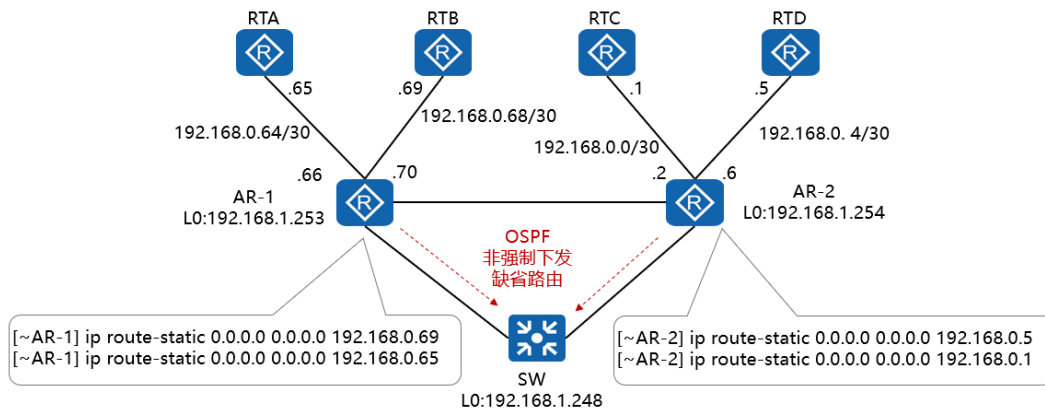 RTA
RTB
RTC
RTD
R
R
R
R
.65
.69
.1
.5
192.168.0.64/30
192.168.0.68/30
192.168.0.0/30
192.168.0. 4/30
.66
.70
.2
.6
AR-1
L0:192.168.1.253
R
R
AR-2
L0:192.168.1.254
OSPF
非强制下发
缺省路由
[~AR-1] ip route-static 0.0.0.0 0.0.0.0 192.168.0.69
[~AR-1] ip route-static 0.0.0.0 0.0.0.0 192.168.0.65
[~AR-2] ip route-static 0.0.0.0 0.0.0.0 192.168.0.5
[~AR-2] ip route-static 0.0.0.0 0.0.0.0 192.168.0.1
SW
L0:192.168.1.248